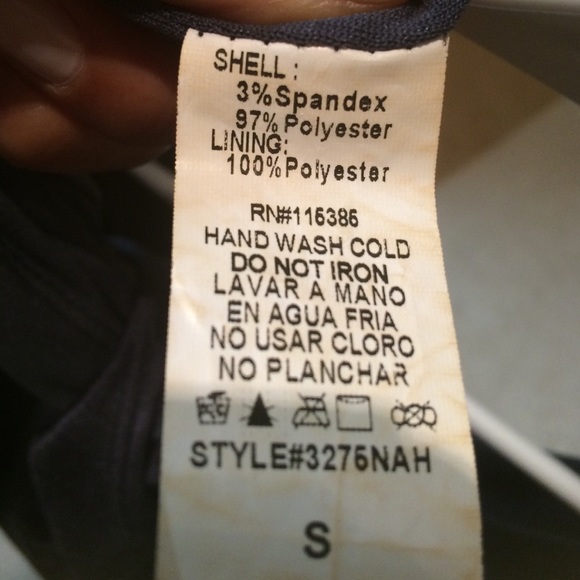 SHELL :
3%Spandex
97% Polyester
LINING:
100%Polyester
RN#115385
HAND WASH COLD
DO NOT IRON
LAVAR A MANO
EN AGUA FRIA
NO USAR CLORO
NO PLANCHAR
STYLE#3275NAH
S